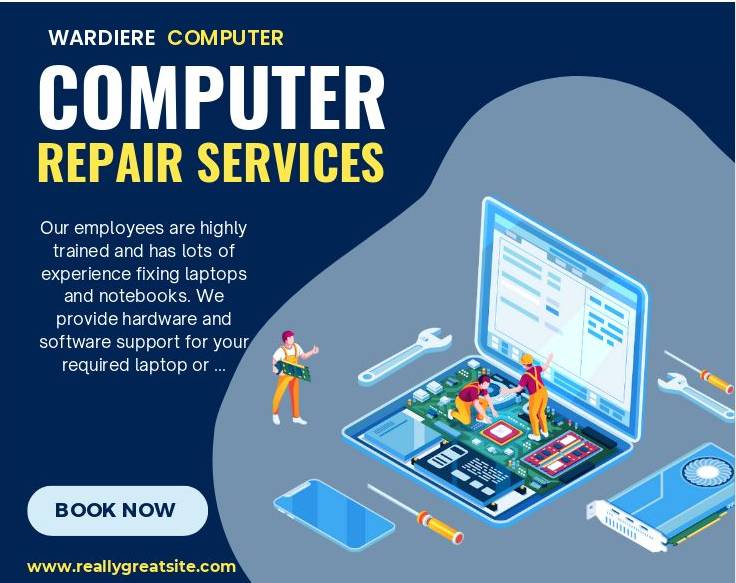 WARDIERE COMPUTER
COMPUTER
REPAIR SERVICES
Our employees are highly
trained and has lots of
experience fixing laptops
and notebooks. We
provide hardware and
software support for your
required laptop or ...
BOOK NOW
www.reallygreatsite.com